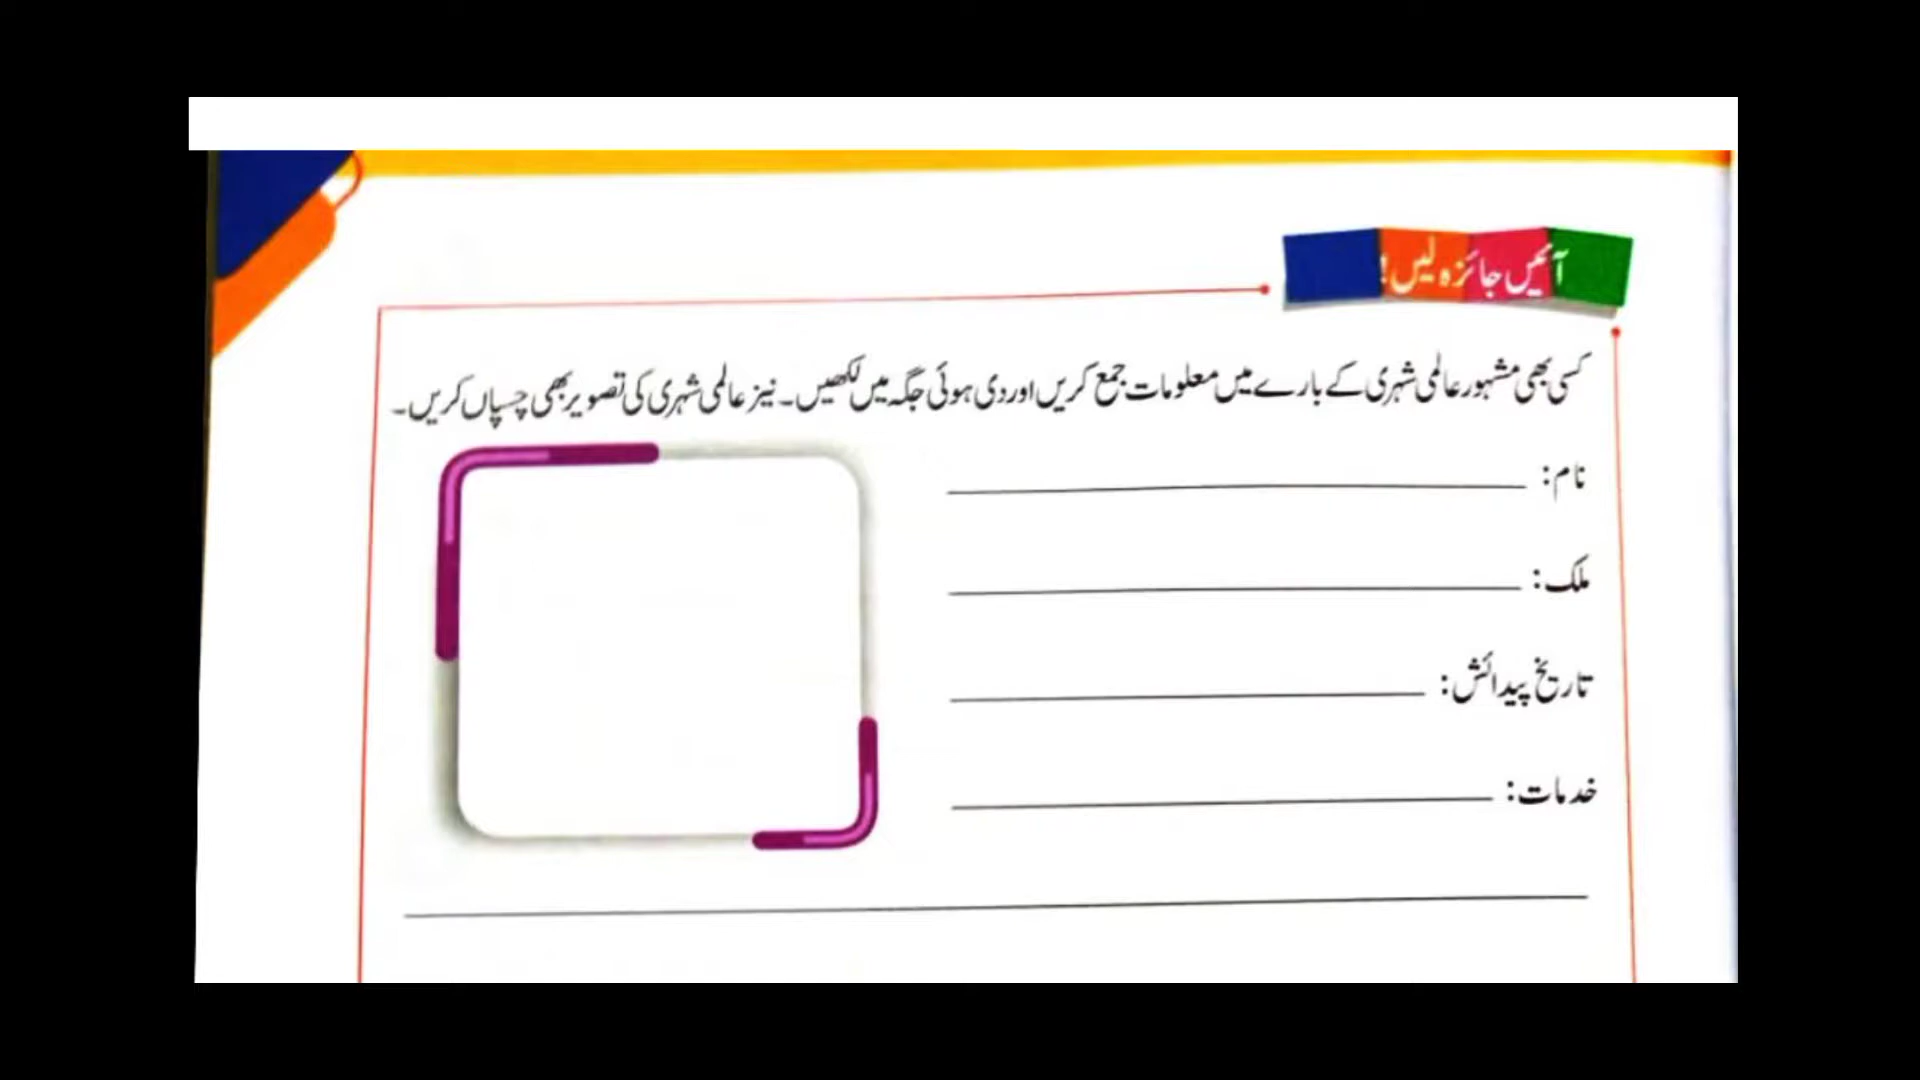 آئیں جائزہ لیں!
کسی بھی مشہور عالمی شہری کے بارے میں معلومات جمع کریں اور دی ہوئی جگہ میں لکھیں۔ نیز عالمی شہری کی تصویر بھی چسپاں کریں۔
نام:
ملک:
تاریخ پیدائش:
خدمات: